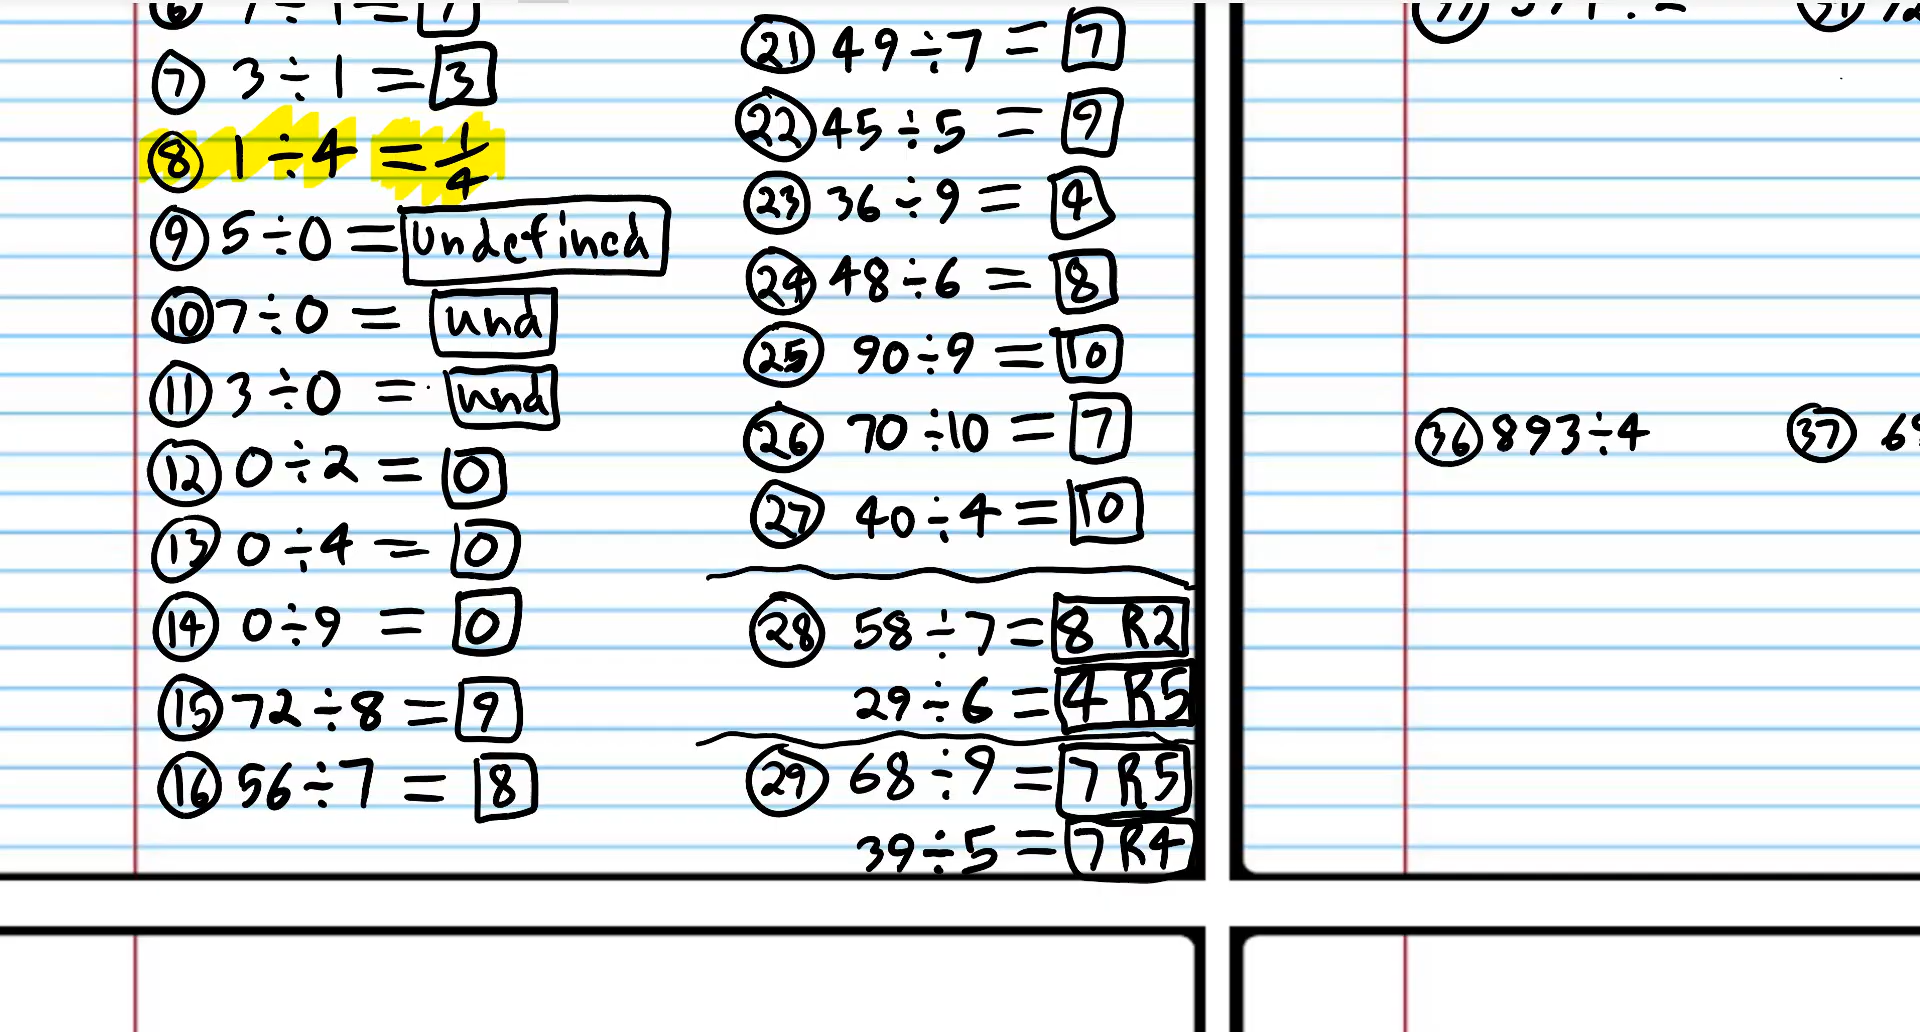 ⑥ 7 ÷ 1 = 7
⑦ 3 ÷ 1 = 3
⑧ 1 ÷ 4 = 1/4
⑨ 5 ÷ 0 = undefined
⑩ 7 ÷ 0 = und
⑪ 3 ÷ 0 = und
⑫ 0 ÷ 2 = 0
⑬ 0 ÷ 4 = 0
⑭ 0 ÷ 9 = 0
⑮ 72 ÷ 8 = 9
⑯ 56 ÷ 7 = 8
㉑ 49 ÷ 7 = 7
㉒ 45 ÷ 5 = 9
㉓ 36 ÷ 9 = 4
㉔ 48 ÷ 6 = 8
㉕ 90 ÷ 9 = 10
㉖ 70 ÷ 10 = 7
㉗ 40 ÷ 4 = 10
㉘ 58 ÷ 7 = 8 R2
29 ÷ 6 = 4 R5
㉙ 68 ÷ 9 = 7 R5
39 ÷ 5 = 7 R4
㊱ 893 ÷ 4
㊲